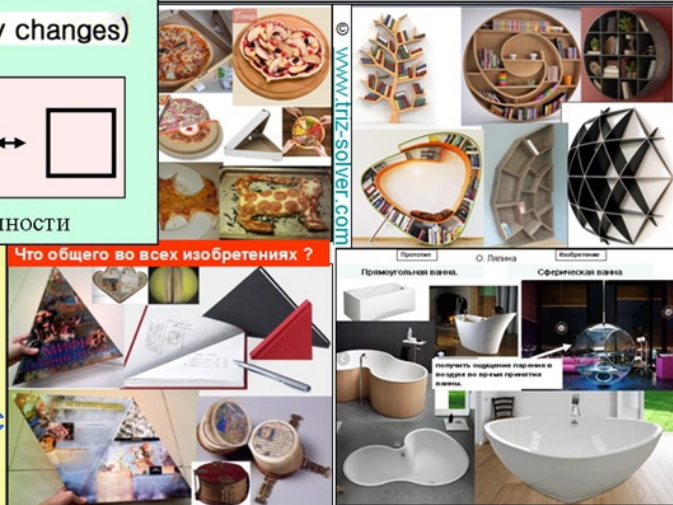 y changes)
ности
© www.triz-solver.com
Что общего во всех изобретениях ?
Прототип
О. Ляпина
Изобретение
Прямоугольная ванна.
Сферическая ванна
получить ощущение парения в
воздухе во время принятия
ванны.